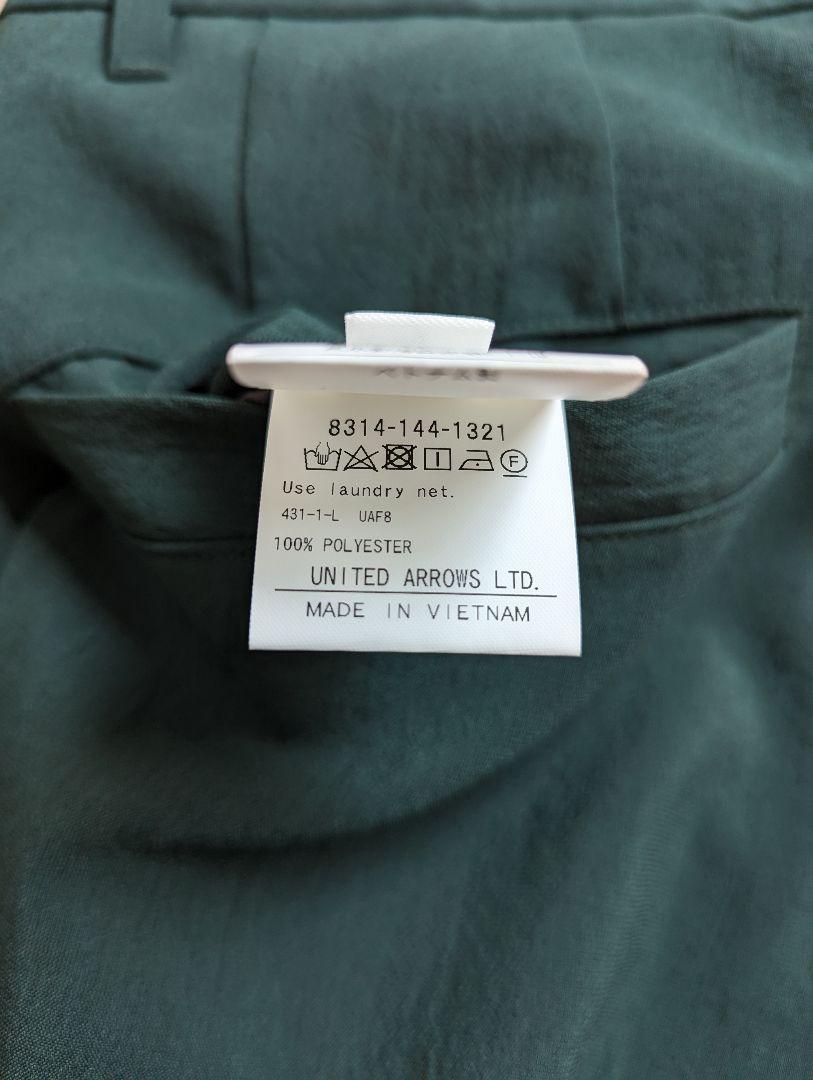 8314-144-1321
F
Use laundry net.
431-1-L UAF8
100% POLYESTER
UNITED ARROWS LTD.
MADE IN VIETNAM